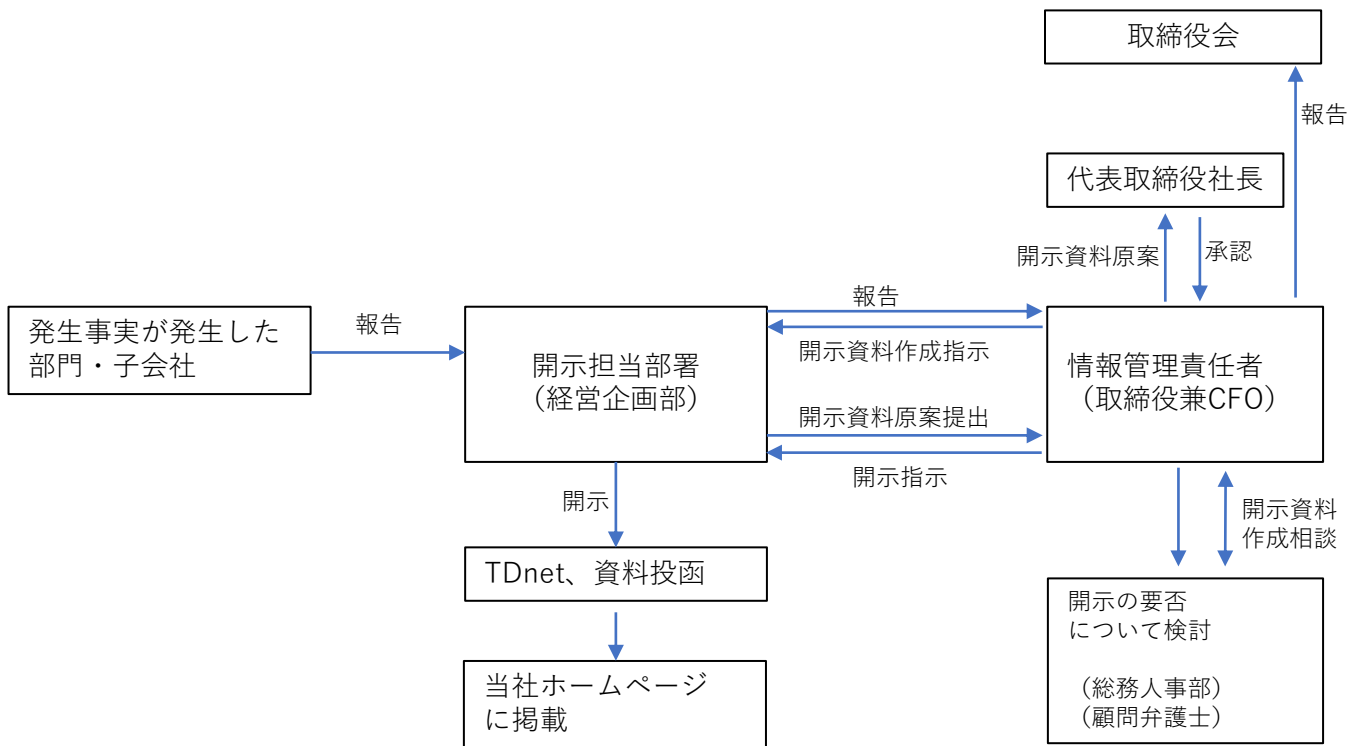 取締役会
報告
代表取締役社長
開示資料原案
承認
発生事実が発生した
部門・子会社
報告
開示担当部署
（経営企画部）
報告
開示資料作成指示
開示資料原案提出
開示指示
情報管理責任者
（取締役兼CFO）
開示
開示資料
作成相談
TDnet、資料投函
開示の要否
について検討
（総務人事部）
（顧問弁護士）
当社ホームページ
に掲載